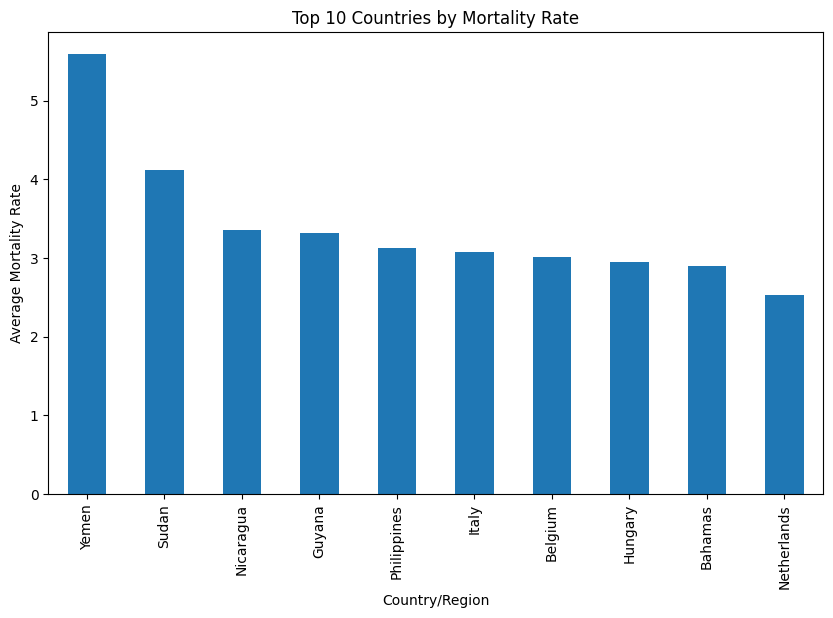 Top 10 Countries by Mortality Rate
Average Mortality Rate
5
4
3
2
1
0
Yemen
Sudan
Nicaragua
Guyana
Philippines
Italy
Belgium
Hungary
Bahamas
Netherlands
Country/Region